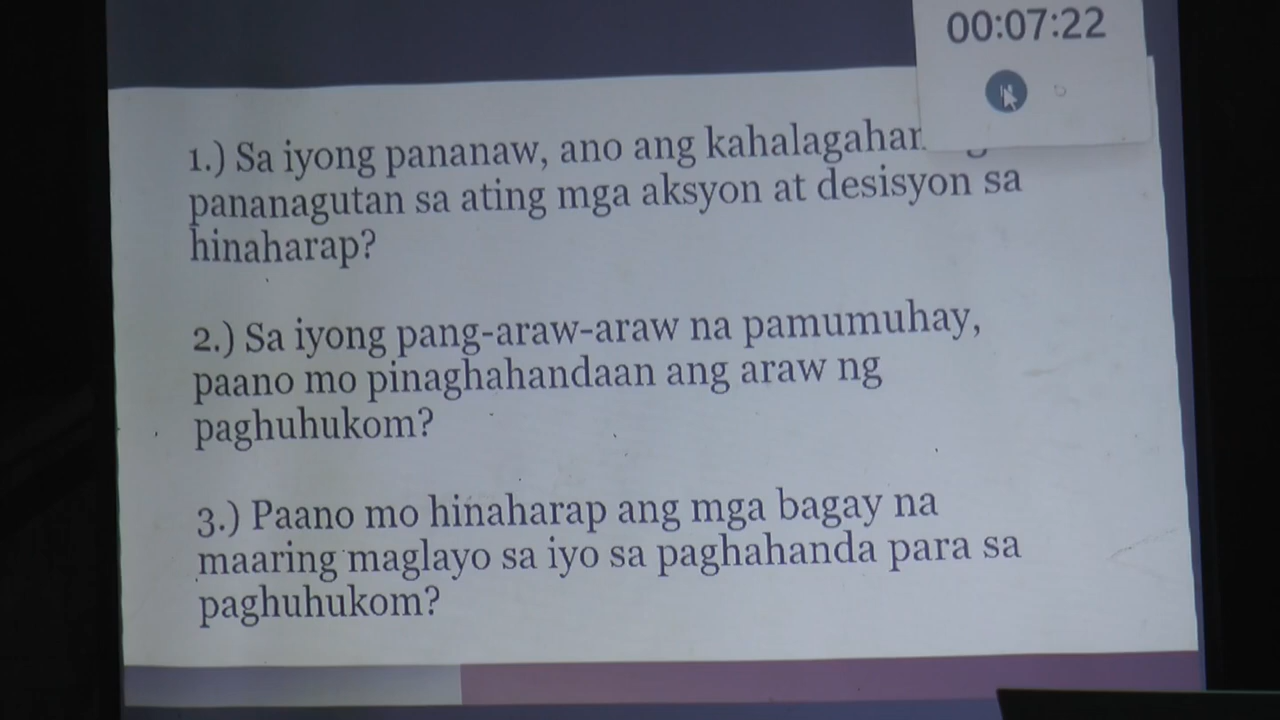 00:07:22
1.) Sa iyong pananaw, ano ang
pananagutan sa ating mga aksyon at desisyon sa
hinaharap?
2.) Sa iyong pang-araw-araw na pamumuhay,
paano mo pinaghahandaan ang araw ng
paghuhukom?
3.) Paano mo hinaharap ang mga bagay na
maaring maglayo sa iyo sa paghahanda para sa
paghuhukom?